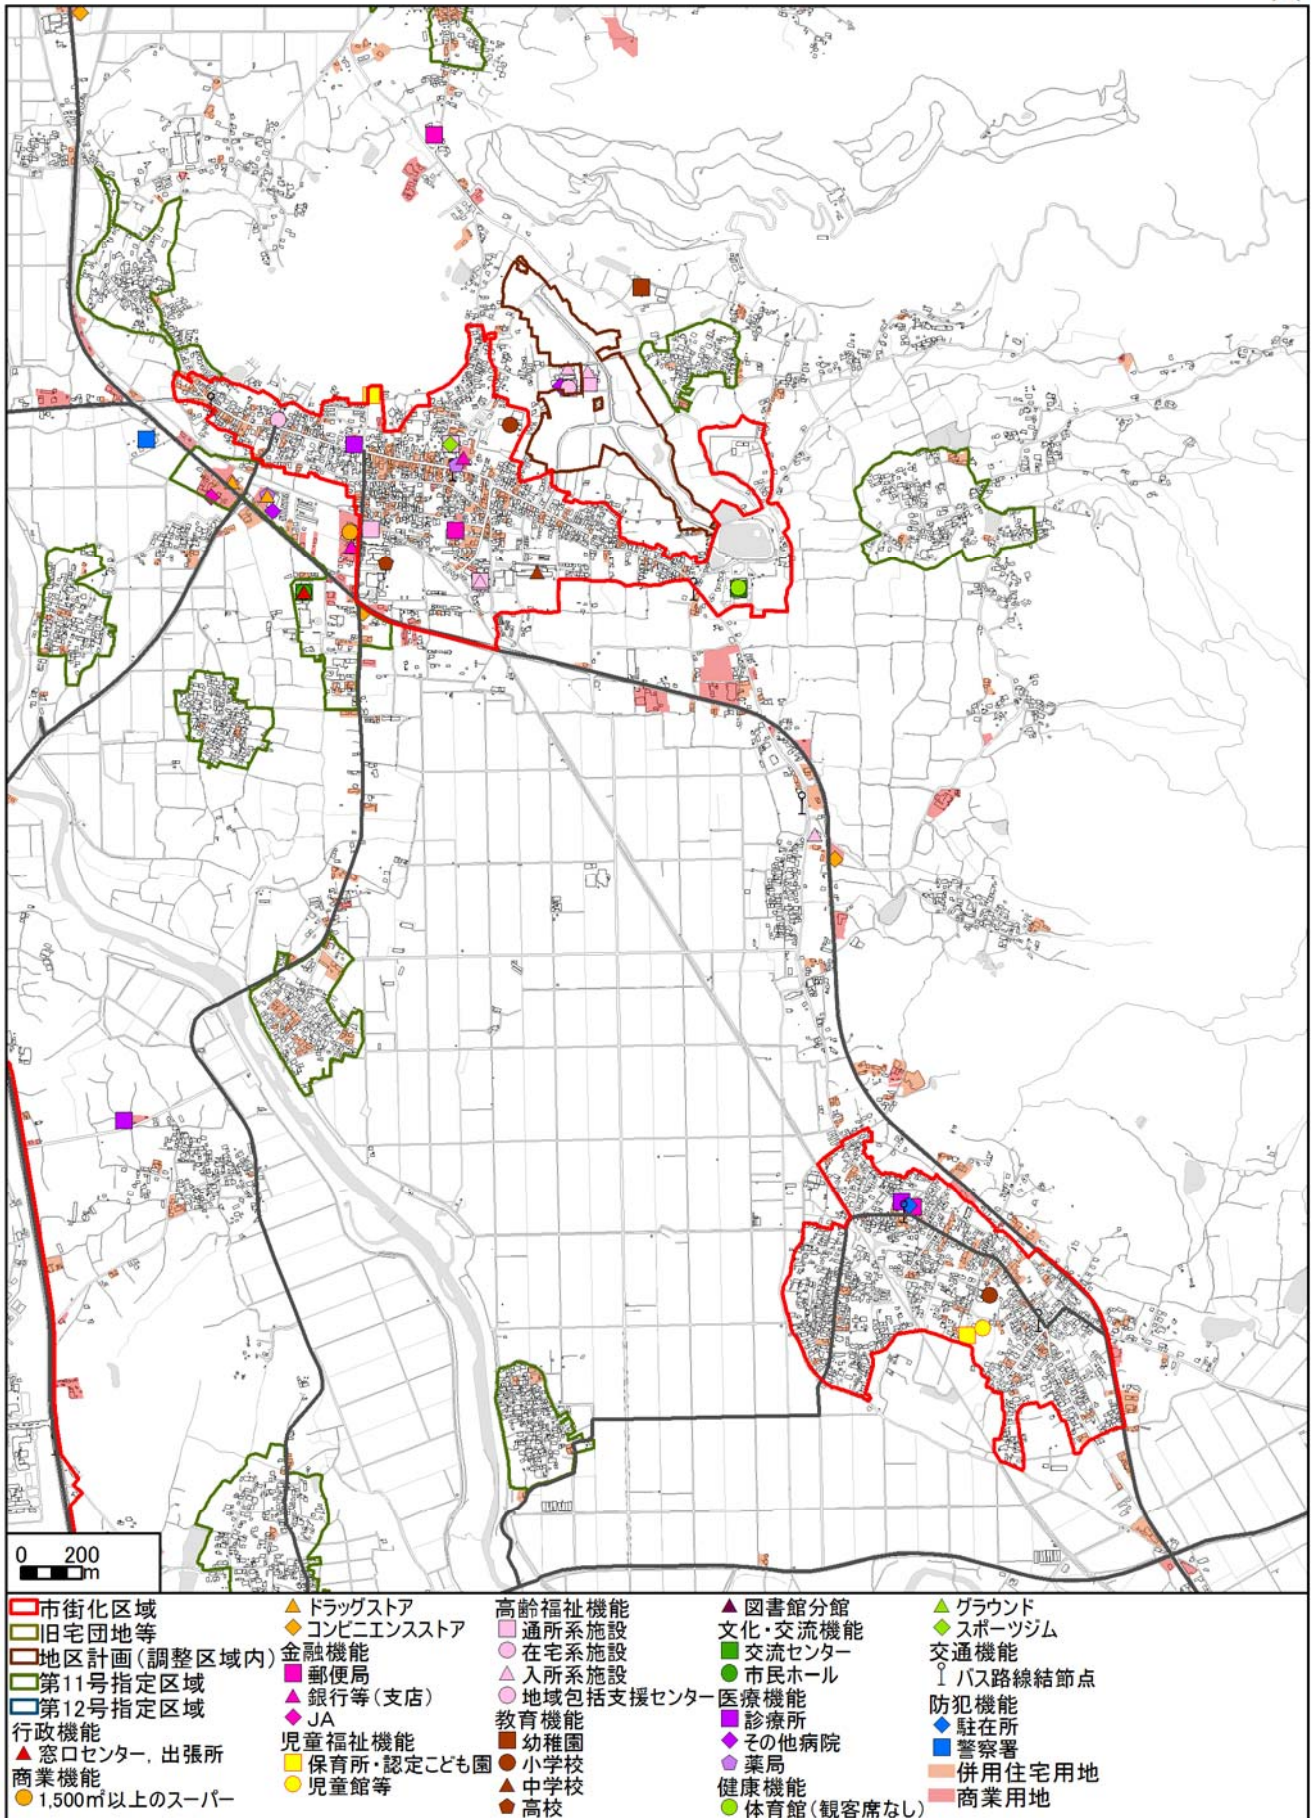 0 200
m
市街化区域
旧宅団地等
地区計画(調整区域内)
第11号指定区域
第12号指定区域
行政機能
窓口センター, 出張所
商業機能
1,500㎡以上のスーパー
ドラッグストア
コンビニエンスストア
金融機能
郵便局
銀行等(支店)
JA
児童福祉機能
保育所・認定こども園
児童館等
高齢福祉機能
通所系施設
在宅系施設
入所系施設
地域包括支援センター
教育機能
幼稚園
小学校
中学校
高校
図書館分館
文化・交流機能
交流センター
市民ホール
医療機能
診療所
その他病院
薬局
健康機能
体育館(観客席なし)
グラウンド
スポーツジム
交通機能
バス路線結節点
防犯機能
駐在所
警察署
併用住宅用地
商業用地